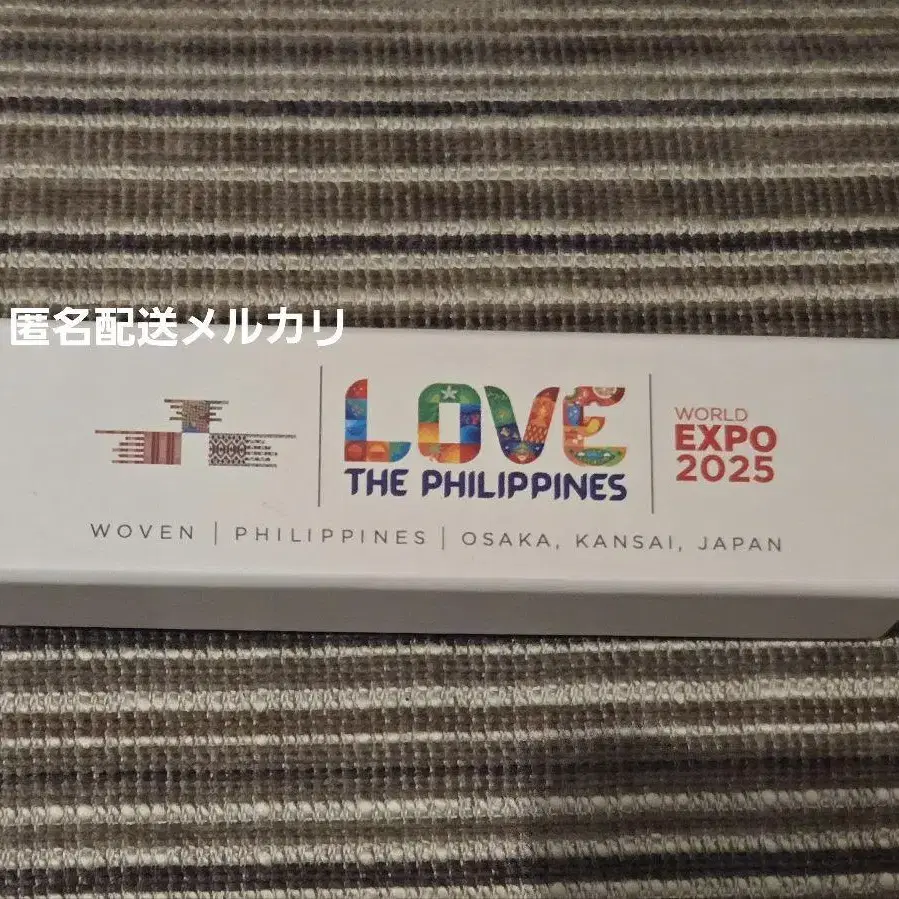 匿名配送メルカリ
LOVE
THE PHILIPPINES
WORLD
EXPO
2025
WOVEN | PHILIPPINES | OSAKA, KANSAI, JAPAN